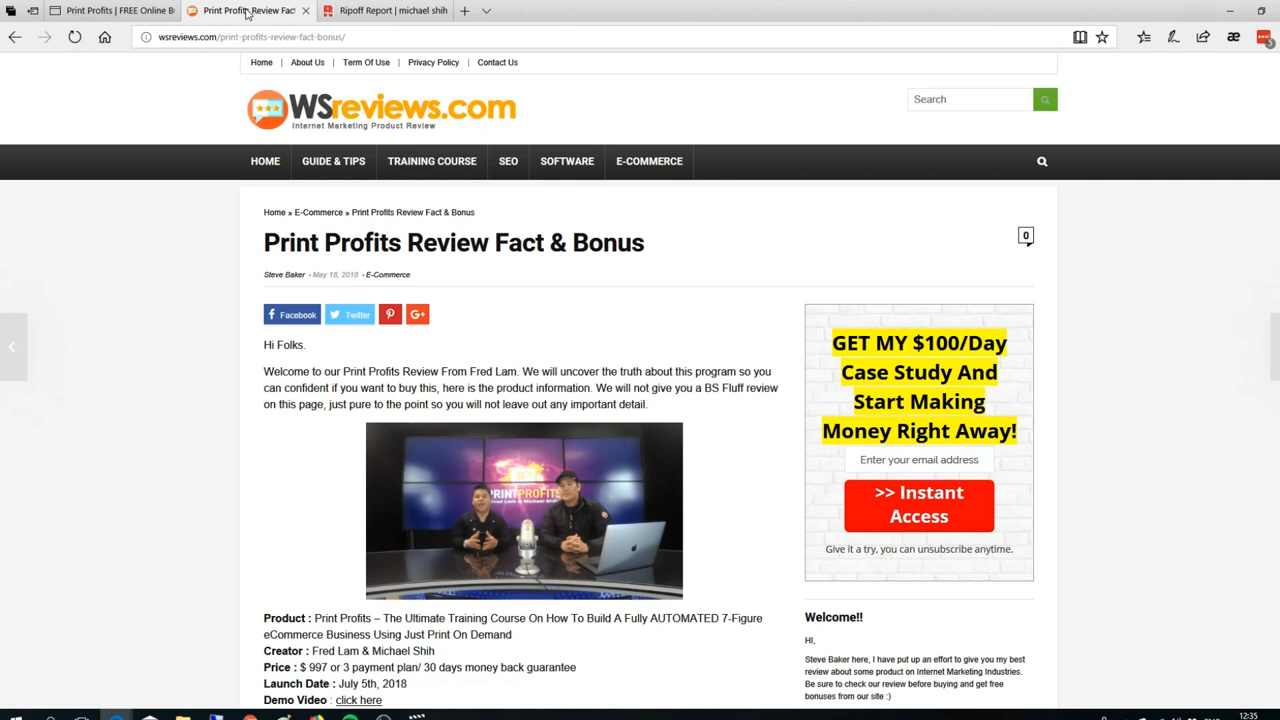 Print Profits | FREE Online B
Print Profits Review Fact
Ripoff Report | michael shih
wsreviews.com/print-profits-review-fact-bonus/
Home
About Us
Term Of Use
Privacy Policy
Contact Us
WSreviews.com
Internet Marketing Product Review
Search
HOME
GUIDE & TIPS
TRAINING COURSE
SEO
SOFTWARE
E-COMMERCE
Home » E-Commerce » Print Profits Review Fact & Bonus
Print Profits Review Fact & Bonus
0
Steve Baker • May 18, 2018 • E-Commerce
Facebook
Twitter
G+
Hi Folks.
Welcome to our Print Profits Review From Fred Lam. We will uncover the truth about this program so you
can confident if you want to buy this, here is the product information. We will not give you a BS Fluff review
on this page, just pure to the point so you will not leave out any important detail.
PRINTPROFITS
Fred Lam & Michael Shih
Product : Print Profits – The Ultimate Training Course On How To Build A Fully AUTOMATED 7-Figure
eCommerce Business Using Just Print On Demand
Creator : Fred Lam & Michael Shih
Price : $ 997 or 3 payment plan/ 30 days money back guarantee
Launch Date : July 5th, 2018
Demo Video : click here
GET MY $100/Day
Case Study And
Start Making
Money Right Away!
Enter your email address
>> Instant
Access
Give it a try, you can unsubscribe anytime.
Welcome!!
HI,
Steve Baker here, I have put up an effort to give you my best
review about some product on Internet Marketing Industries.
Be sure to check our review before buying and get free
bonuses from our site :)
12:35